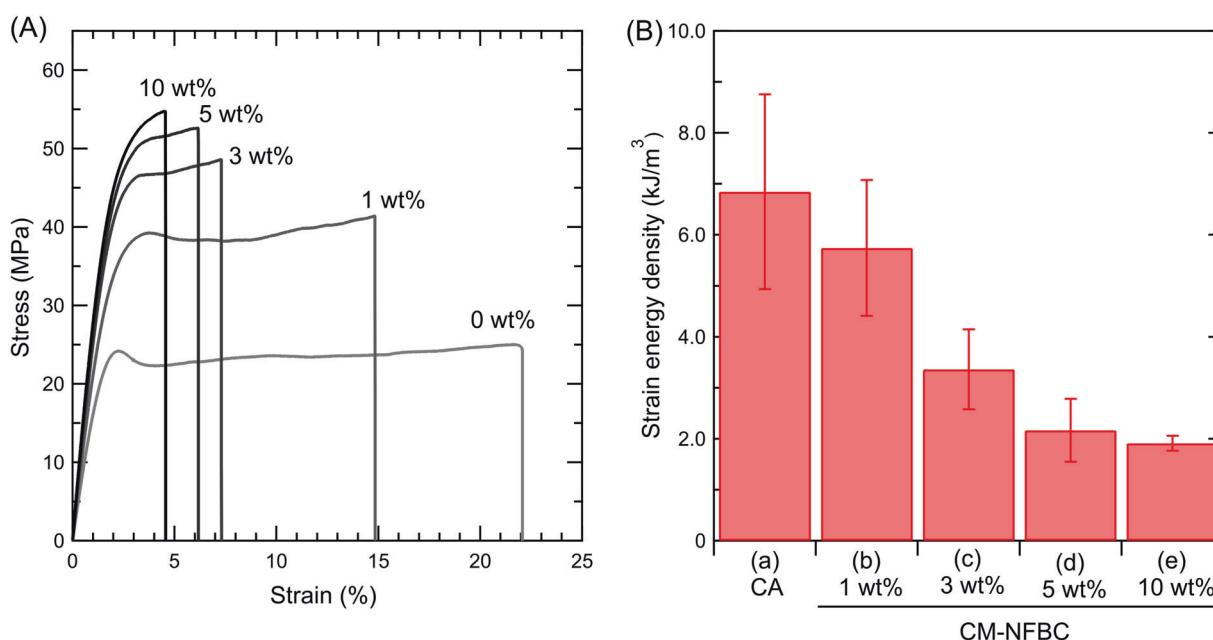 (A)
Stress (MPa)
60
50
40
30
20
10
0
0
5
10
15
20
25
Strain (%)
10 wt%
5 wt%
3 wt%
1 wt%
0 wt%
(B)
Strain energy density (kJ/m³)
10.0
8.0
6.0
4.0
2.0
0
(a)
CA
(b)
1 wt%
(c)
3 wt%
(d)
5 wt%
(e)
10 wt%
CM-NFBC